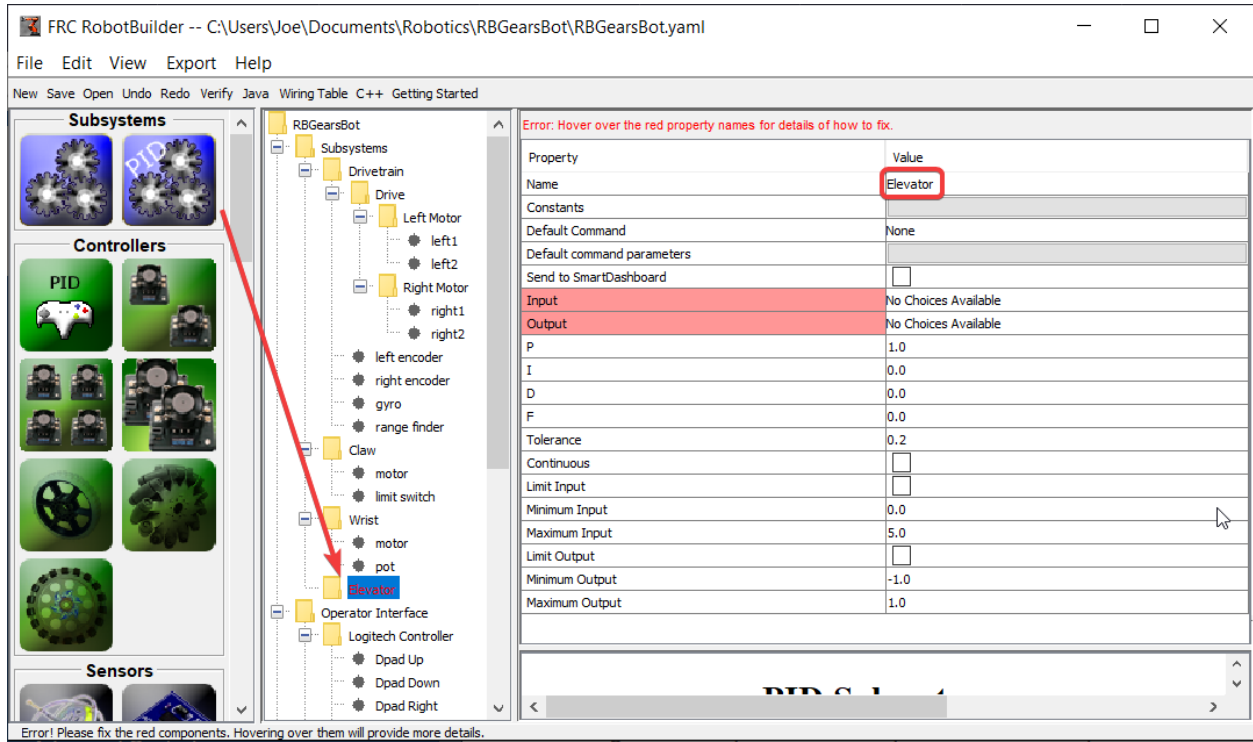 FRC RobotBuilder -- C:\Users\Joe\Documents\Robotics\RBGearsBot\RBGearsBot.yaml
File Edit View Export Help
New Save Open Undo Redo Verify Java Wiring Table C++ Getting Started
Subsystems
PID
Controllers
PID
Sensors
RBGearsBot
Subsystems
Drivetrain
Drive
Left Motor
left1
left2
Right Motor
right1
right2
left encoder
right encoder
gyro
range finder
Claw
motor
limit switch
Wrist
motor
pot
Elevator
Operator Interface
Logitech Controller
Dpad Up
Dpad Down
Dpad Right
Error: Hover over the red property names for details of how to fix.
Property Value
Name Elevator
Constants
Default Command None
Default command parameters
Send to SmartDashboard
Input No Choices Available
Output No Choices Available
P 1.0
I 0.0
D 0.0
F 0.0
Tolerance 0.2
Continuous
Limit Input
Minimum Input 0.0
Maximum Input 5.0
Limit Output
Minimum Output -1.0
Maximum Output 1.0
Error! Please fix the red components. Hovering over them will provide more details.